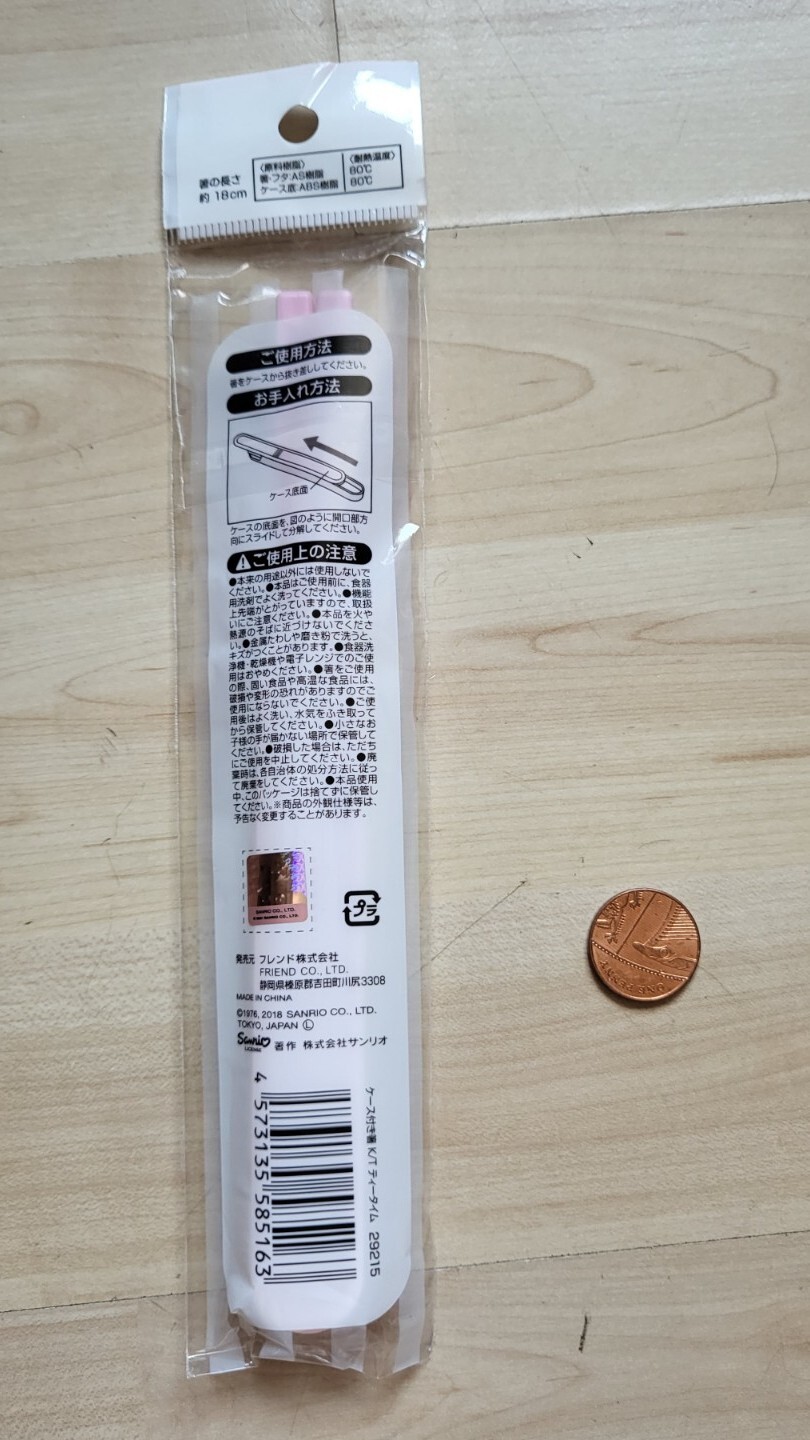 箸の長さ
約18cm
〈原料樹脂〉
箸・フタ:AS樹脂
ケース底:ABS樹脂
〈耐熱温度〉
80℃
80℃
ご使用方法
箸をケースから抜き差ししてください。
お手入れ方法
ケース底面
ケースの底面を、図のように開口部方
向にスライドして分解してください。
ご使用上の注意
●本来の用途以外には使用しないで
ください。●本品はご使用前に、食器
用洗剤でよく洗ってください。●機能
上先端がとがっていますので、取扱
いにご注意ください。●本品を火や
熱源のそばに近づけないでくださ
い。●金属たわしや磨き粉で洗うと、
キズがつくことがあります。●食器洗
浄機・乾燥機や電子レンジでのご使
用はおやめください。●箸をご使用
の際、固い食品や高温な食品には、
破損や変形の恐れがありますのでご
使用にならないでください。●ご使
用後はよく洗い、水気をふき取って
から保管してください。●小さなお
子様の手が届かない場所で保管して
ください。●破損した場合は、ただち
にご使用を中止してください。●廃
棄時は、各自治体の処分方法に従っ
て廃棄をしてください。●本品使用
中、このパッケージは捨てずに保管し
てください。※商品の外観仕様等は、
予告なく変更することがあります。
SANRIO CO., LTD.
プラ
発売元 フレンド株式会社
FRIEND CO., LTD.
静岡県榛原郡吉田町川尻3308
MADE IN CHINA
©1976, 2018 SANRIO CO., LTD.
TOKYO, JAPAN Ⓛ
Sanrio LICENSE 著作 株式会社サンリオ
ケース付き箸 K/T ティータイム 29215
4 573135 585163
ONE PENNY